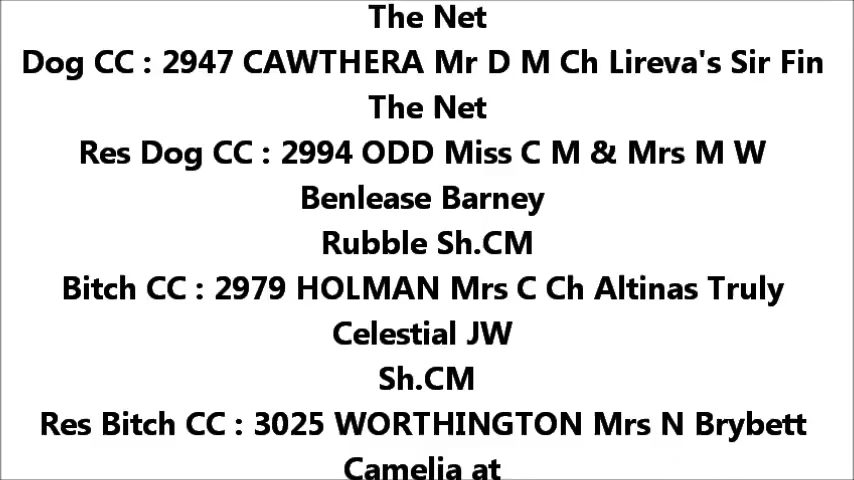 The Net
Dog CC : 2947 CAWTHERA Mr D M Ch Lireva's Sir Fin
The Net
Res Dog CC : 2994 ODD Miss C M & Mrs M W
Benlease Barney
Rubble Sh.CM
Bitch CC : 2979 HOLMAN Mrs C Ch Altinas Truly
Celestial JW
Sh.CM
Res Bitch CC : 3025 WORTHINGTON Mrs N Brybett
Camelia at